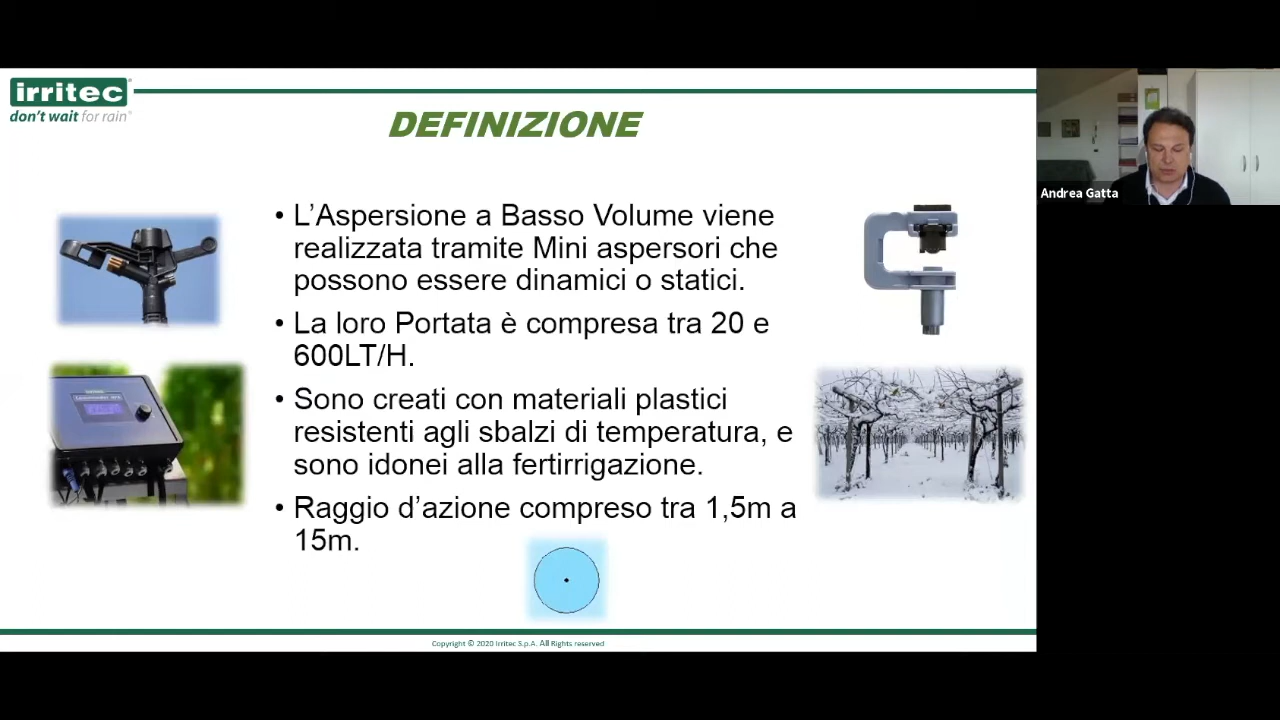 irritec
don't wait for rain
DEFINIZIONE
• L’Aspersione a Basso Volume viene
realizzata tramite Mini aspersori che
possono essere dinamici o statici.
• La loro Portata è compresa tra 20 e
600LT/H.
• Sono creati con materiali plastici
resistenti agli sbalzi di temperatura, e
sono idonei alla fertirrigazione.
• Raggio d’azione compreso tra 1,5m a
15m.
Copyright © 2020 Irritec S.p.A. All Rights reserved
Andrea Gatta